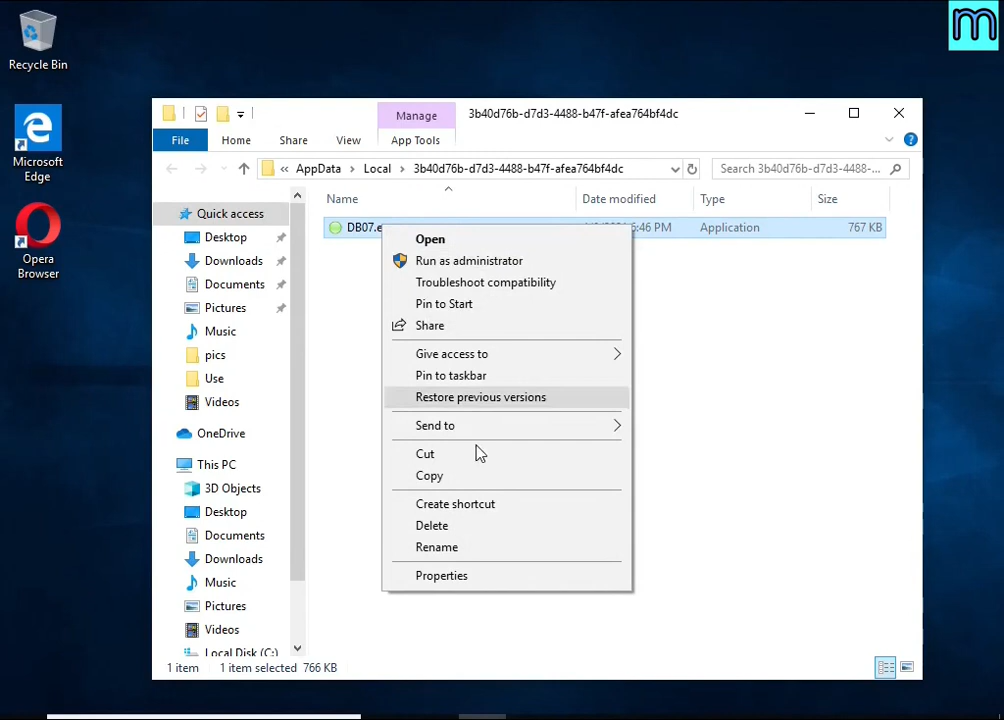 m
Recycle Bin
Microsoft
Edge
Opera
Browser
Manage
3b40d76b-d7d3-4488-b47f-afea764bf4dc
File
Home
Share
View
App Tools
«
AppData
Local
3b40d76b-d7d3-4488-b47f-afea764bf4dc
Search 3b40d76b-d7d3-4488-...
Name
Date modified
Type
Size
DB07.e
6:46 PM
Application
767 KB
Quick access
Desktop
Downloads
Documents
Pictures
Music
pics
Use
Videos
OneDrive
This PC
3D Objects
Desktop
Documents
Downloads
Music
Pictures
Videos
Local Disk (C:)
Open
Run as administrator
Troubleshoot compatibility
Pin to Start
Share
Give access to
Pin to taskbar
Restore previous versions
Send to
Cut
Copy
Create shortcut
Delete
Rename
Properties
1 item
1 item selected 766 KB